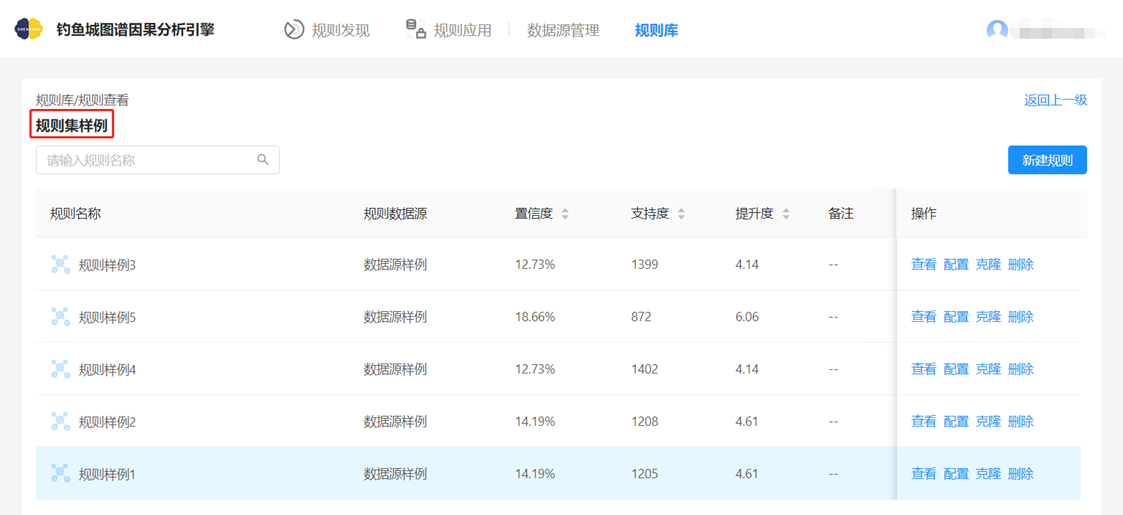 钓鱼城图谱因果分析引擎 规则发现 规则应用 数据源管理 规则库
规则库/规则查看 返回上一级
规则集样例
请输入规则名称 新建规则
规则名称 规则数据源 置信度 支持度 提升度 备注 操作
规则样例3 数据源样例 12.73% 1399 4.14 -- 查看 配置 克隆 删除
规则样例5 数据源样例 18.66% 872 6.06 -- 查看 配置 克隆 删除
规则样例4 数据源样例 12.73% 1402 4.14 -- 查看 配置 克隆 删除
规则样例2 数据源样例 14.19% 1208 4.61 -- 查看 配置 克隆 删除
规则样例1 数据源样例 14.19% 1205 4.61 -- 查看 配置 克隆 删除